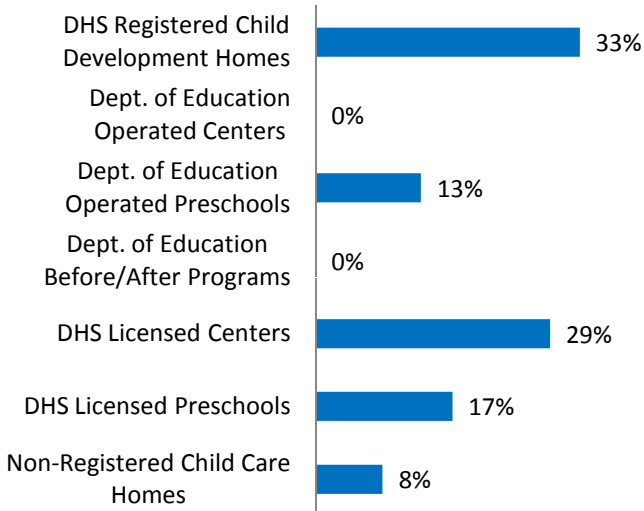 DHS Registered Child
Development Homes
33%
Dept. of Education
Operated Centers
0%
Dept. of Education
Operated Preschools
13%
Dept. of Education
Before/After Programs
0%
DHS Licensed Centers
29%
DHS Licensed Preschools
17%
Non-Registered Child Care
Homes
8%